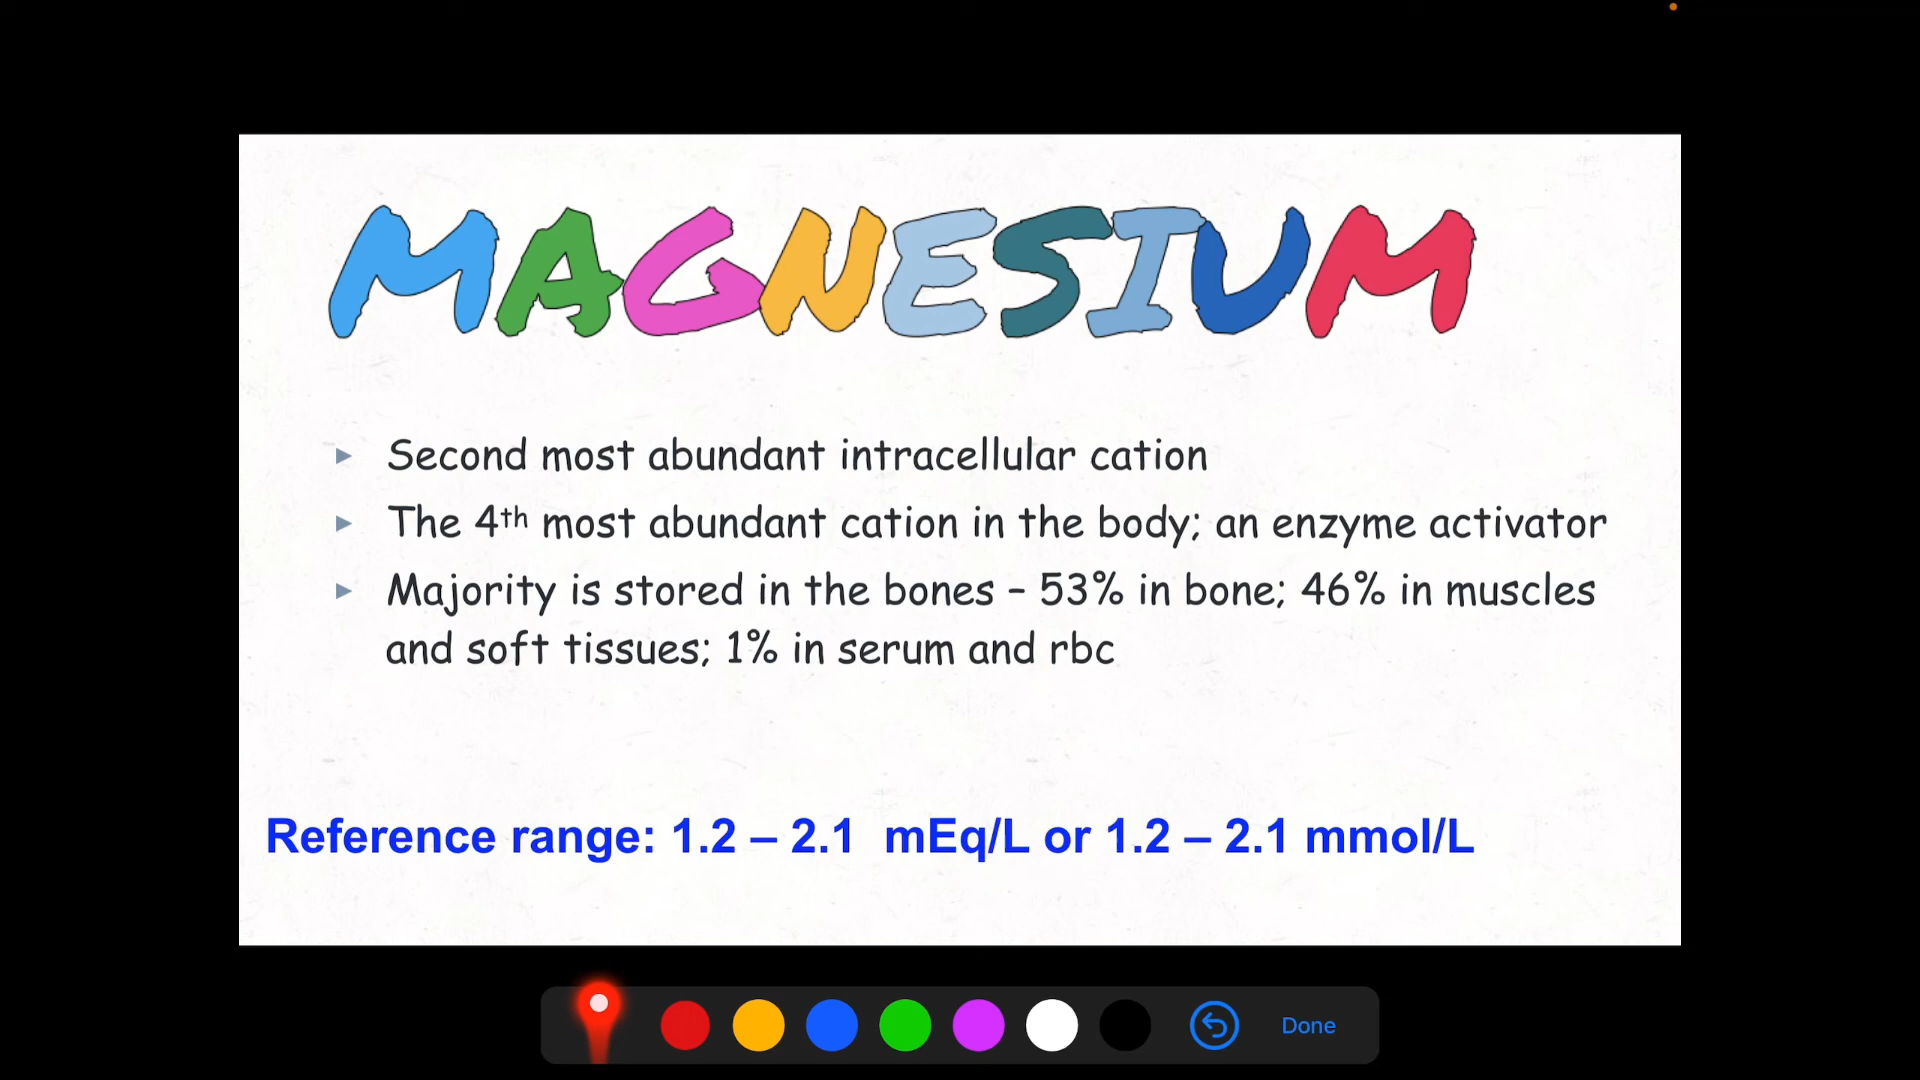 MAGNESIUM
Second most abundant intracellular cation
The 4th most abundant cation in the body; an enzyme activator
Majority is stored in the bones – 53% in bone; 46% in muscles
and soft tissues; 1% in serum and rbc
Reference range: 1.2 – 2.1 mEq/L or 1.2 – 2.1 mmol/L
Done